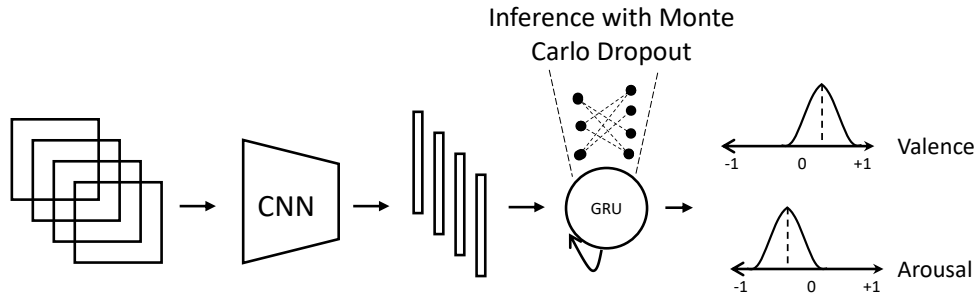 Inference with Monte
Carlo Dropout
CNN
GRU
-1 0 +1
Valence
-1 0 +1
Arousal